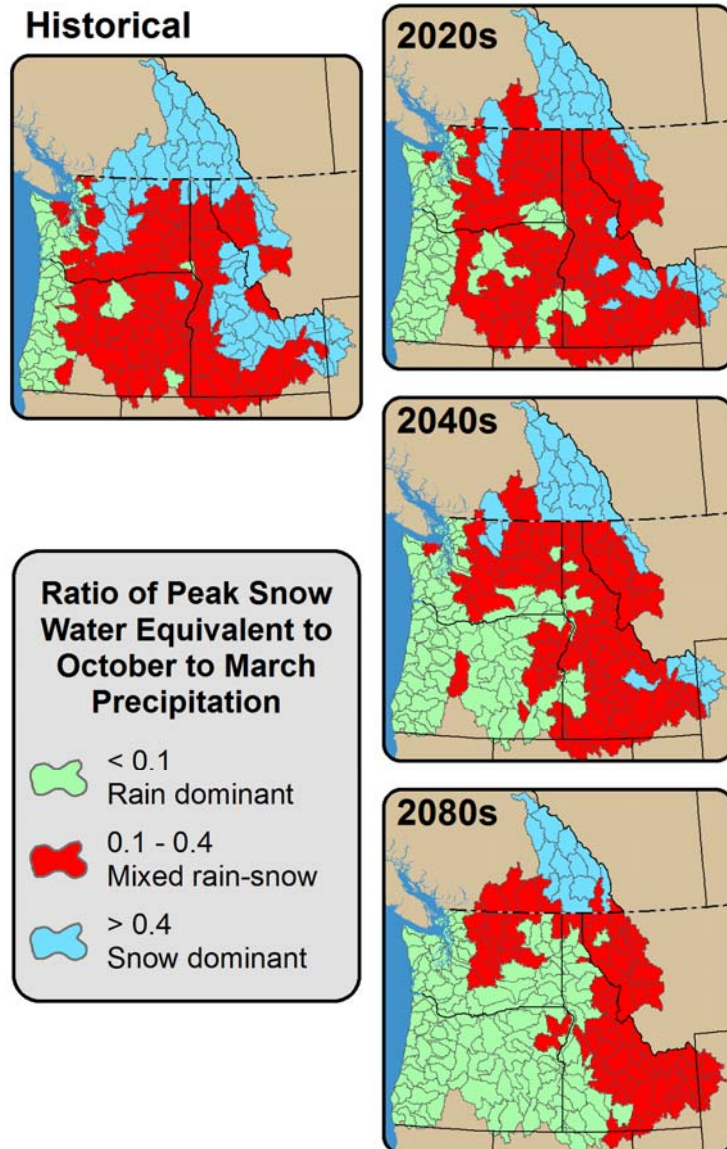 Historical
2020s
2040s
Ratio of Peak Snow
Water Equivalent to
October to March
Precipitation
< 0.1
Rain dominant
0.1 - 0.4
Mixed rain-snow
> 0.4
Snow dominant
2080s